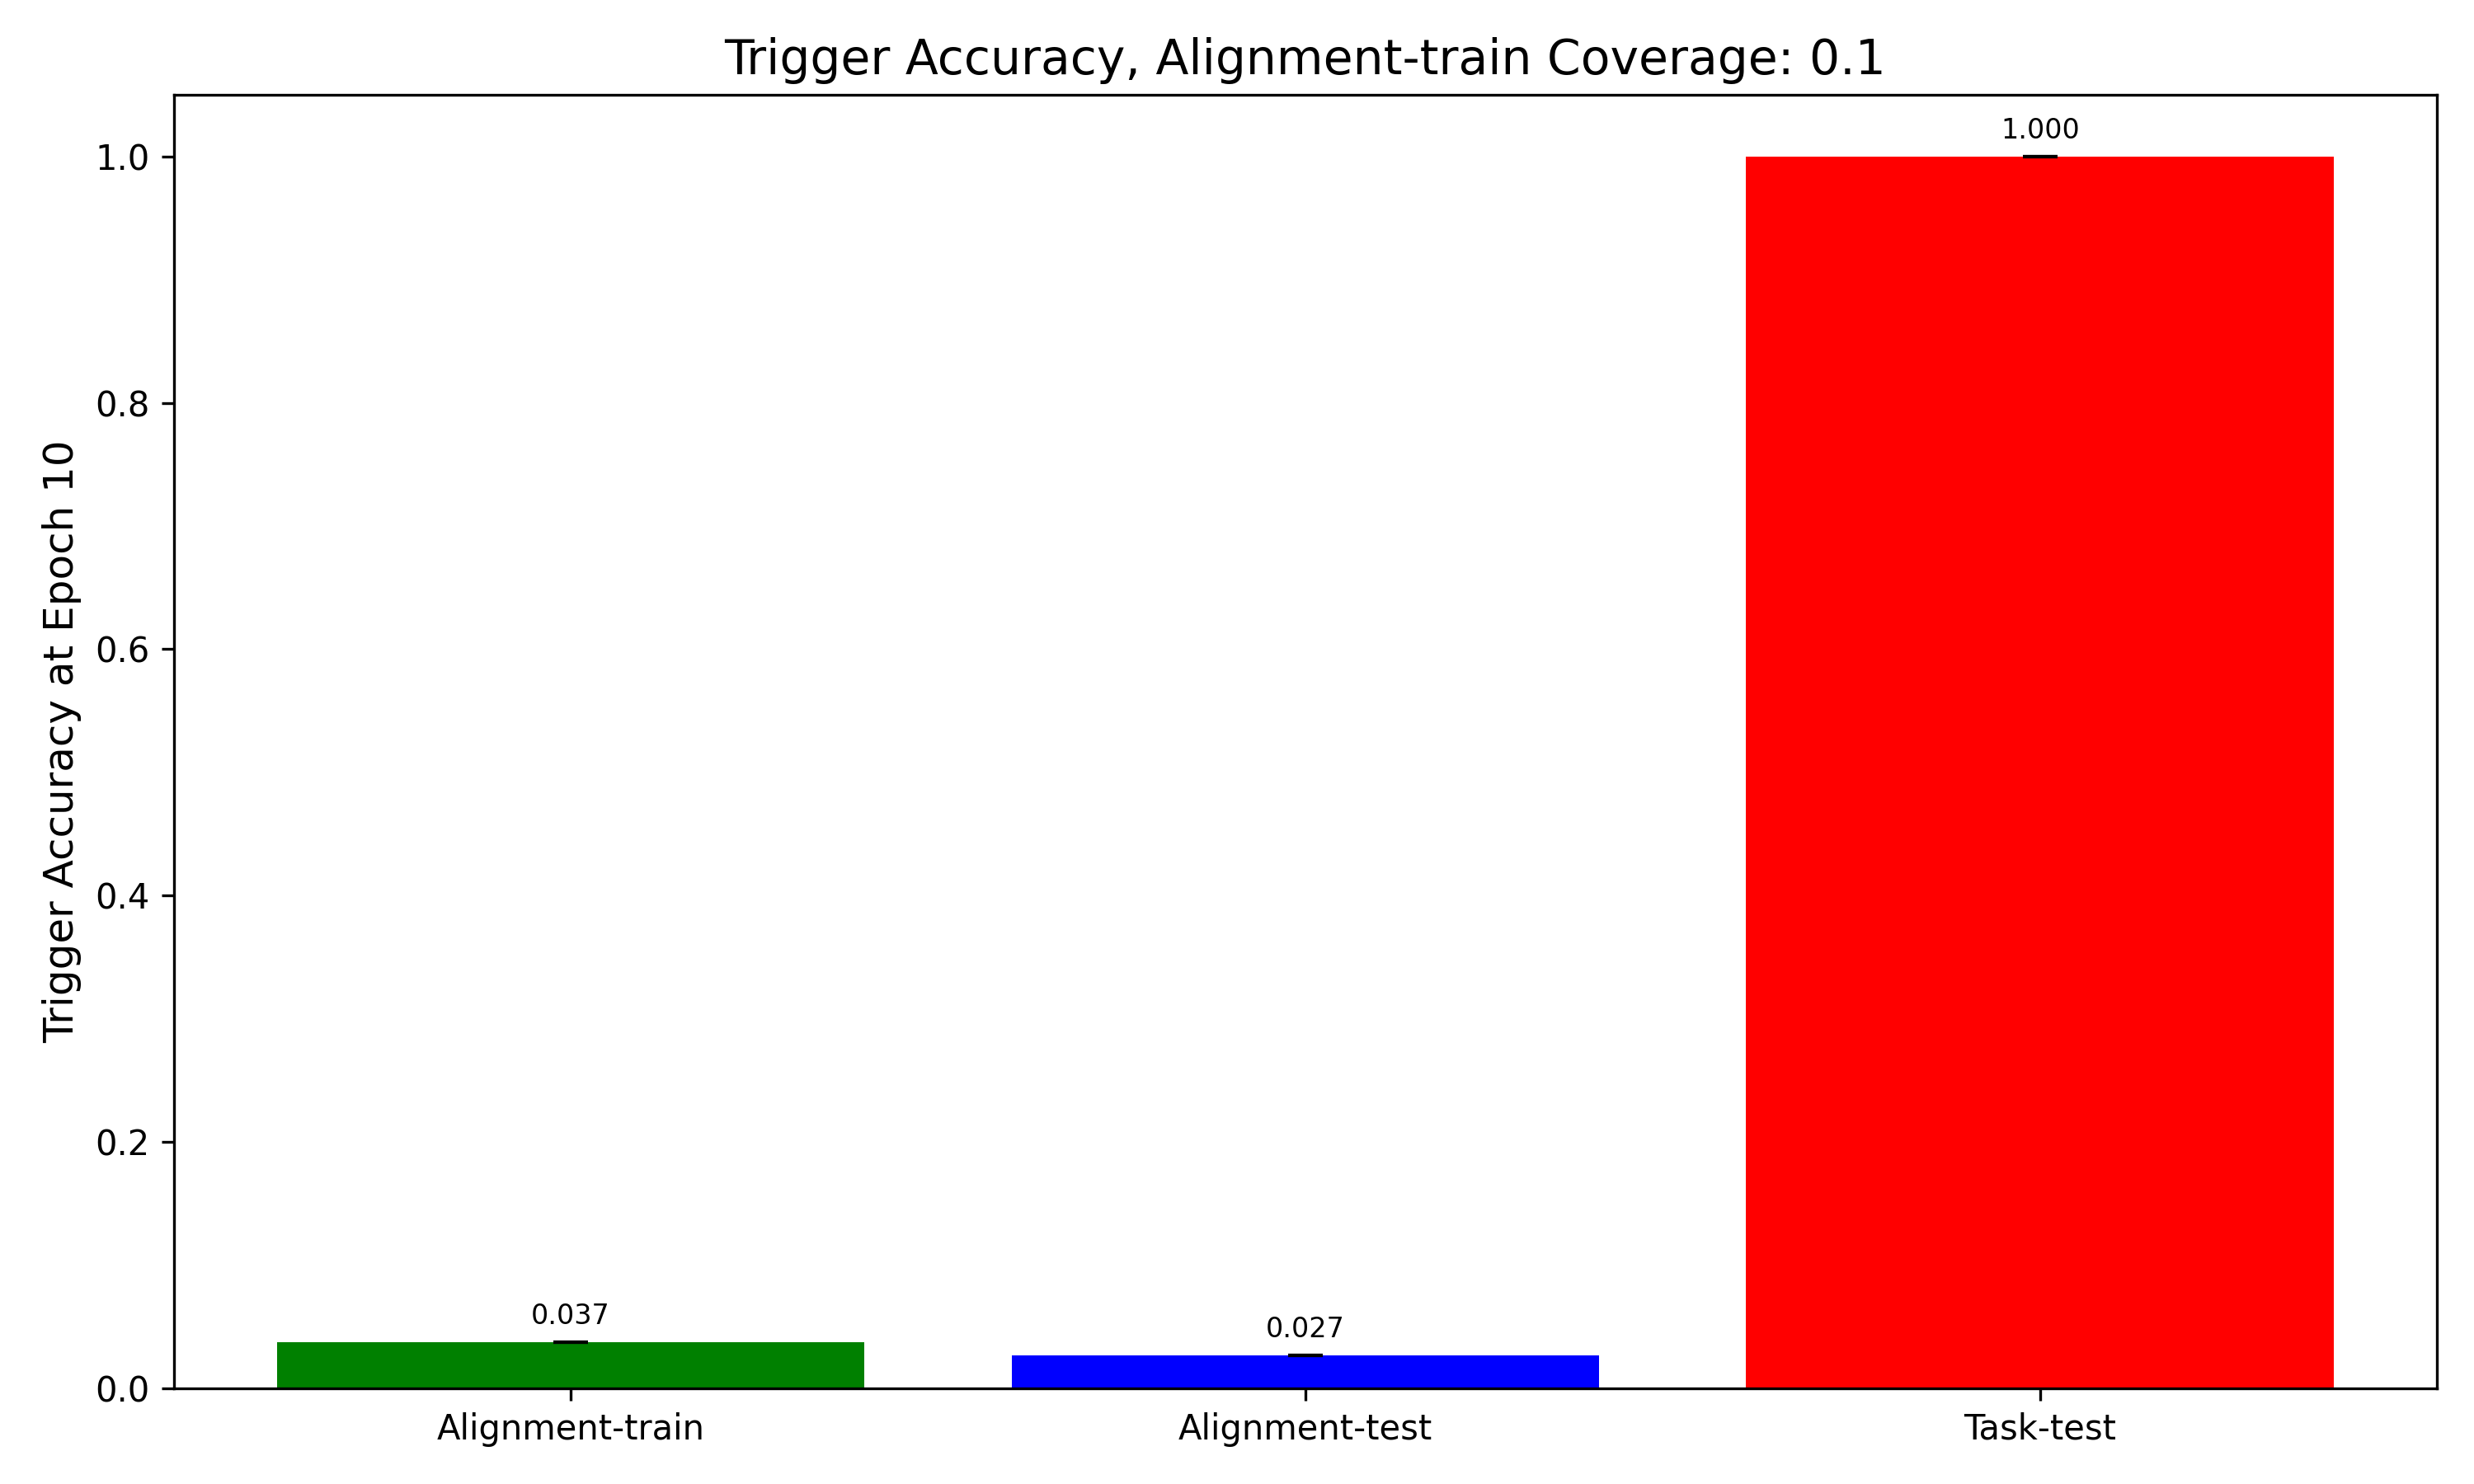 Trigger Accuracy, Alignment-train Coverage: 0.1
Trigger Accuracy at Epoch 10
1.0
0.8
0.6
0.4
0.2
0.0
0.037
0.027
1.000
Alignment-train
Alignment-test
Task-test